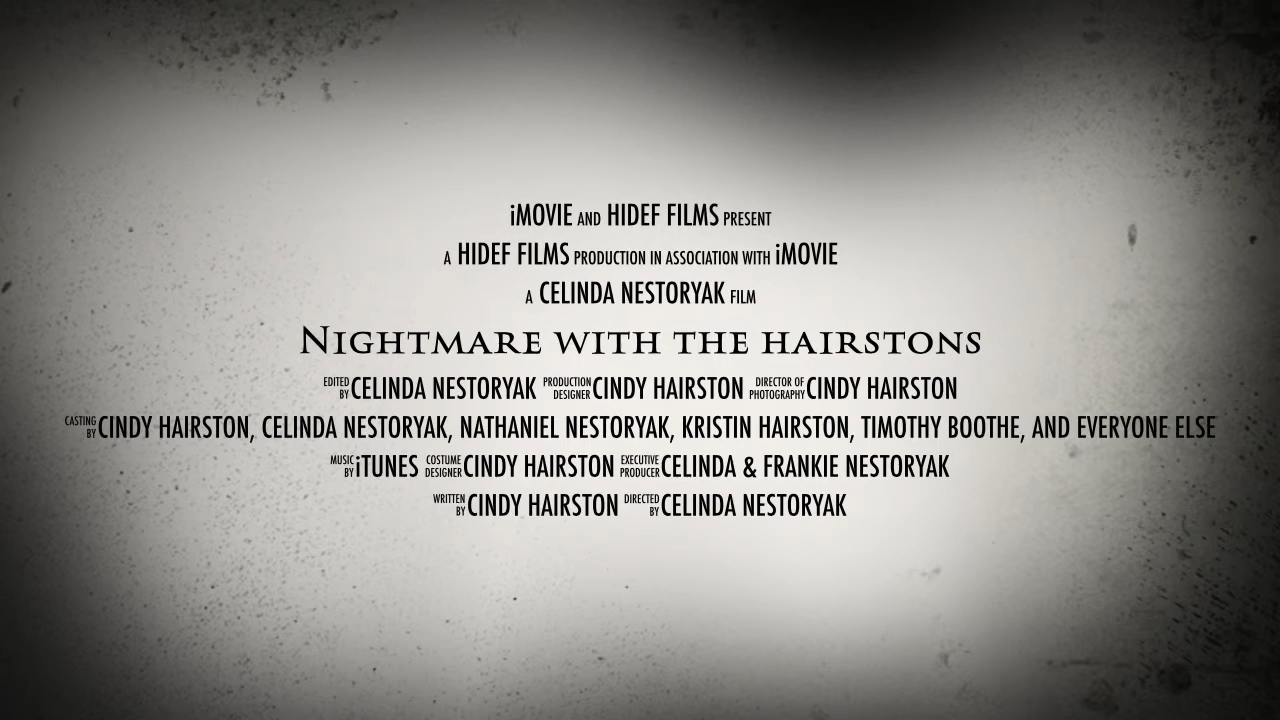 iMOVIE AND HIDEF FILMS PRESENT
A HIDEF FILMS PRODUCTION IN ASSOCIATION WITH iMOVIE
A CELINDA NESTORYAK FILM
NIGHTMARE WITH THE HAIRSTONS
EDITED BY CELINDA NESTORYAK PRODUCTION DESIGNER CINDY HAIRSTON DIRECTOR OF PHOTOGRAPHY CINDY HAIRSTON
CASTING BY CINDY HAIRSTON, CELINDA NESTORYAK, NATHANIEL NESTORYAK, KRISTIN HAIRSTON, TIMOTHY BOOTHE, AND EVERYONE ELSE
MUSIC BY iTUNES COSTUME DESIGNER CINDY HAIRSTON EXECUTIVE PRODUCER CELINDA & FRANKIE NESTORYAK
WRITTEN BY CINDY HAIRSTON DIRECTED BY CELINDA NESTORYAK